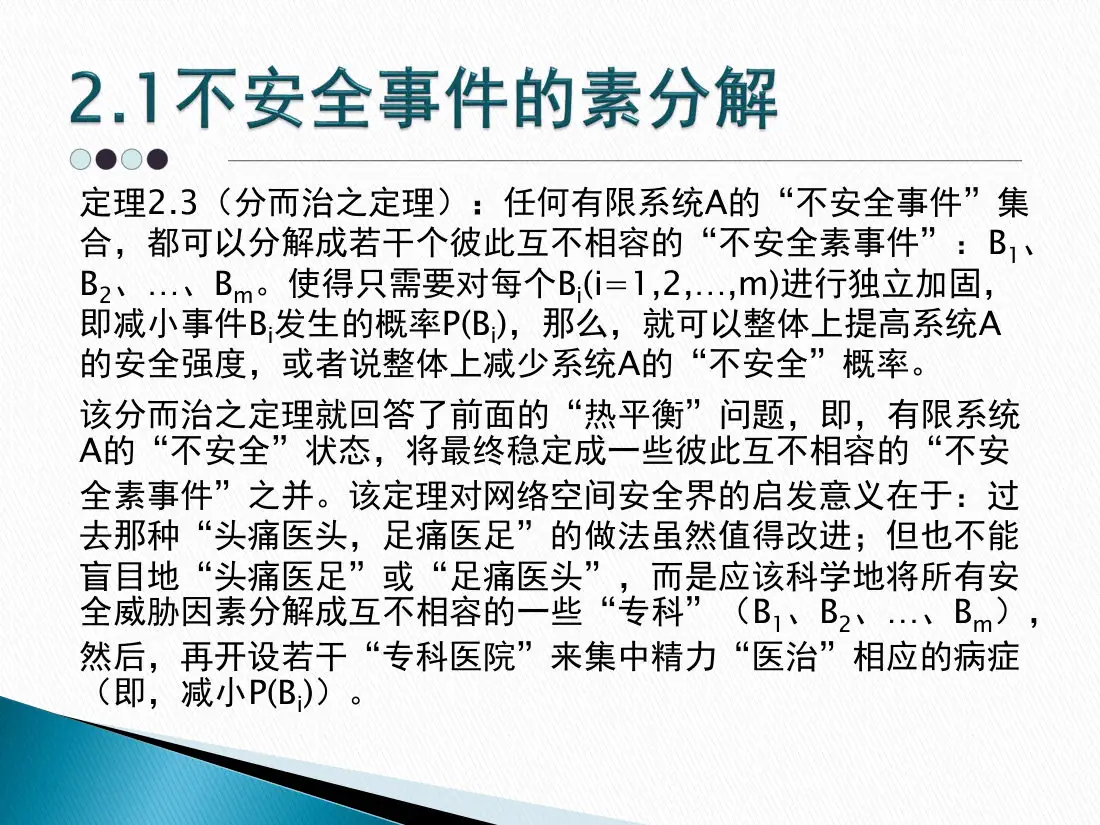 2.1不安全事件的素分解
定理2.3（分而治之定理）：任何有限系统A的“不安全事件”集
合，都可以分解成若干个彼此互不相容的“不安全素事件”：B1、
B2、…、Bm。使得只需要对每个Bi(i=1,2,…,m)进行独立加固，
即减小事件Bi发生的概率P(Bi)，那么，就可以整体上提高系统A
的安全强度，或者说整体上减少系统A的“不安全”概率。
该分而治之定理就回答了前面的“热平衡”问题，即，有限系统
A的“不安全”状态，将最终稳定成一些彼此互不相容的“不安
全素事件”之并。该定理对网络空间安全界的启发意义在于：过
去那种“头痛医头，足痛医足”的做法虽然值得改进；但也不能
盲目地“头痛医足”或“足痛医头”，而是应该科学地将所有安
全威胁因素分解成互不相容的一些“专科”（B1、B2、…、Bm），
然后，再开设若干“专科医院”来集中精力“医治”相应的病症
（即，减小P(Bi)）。